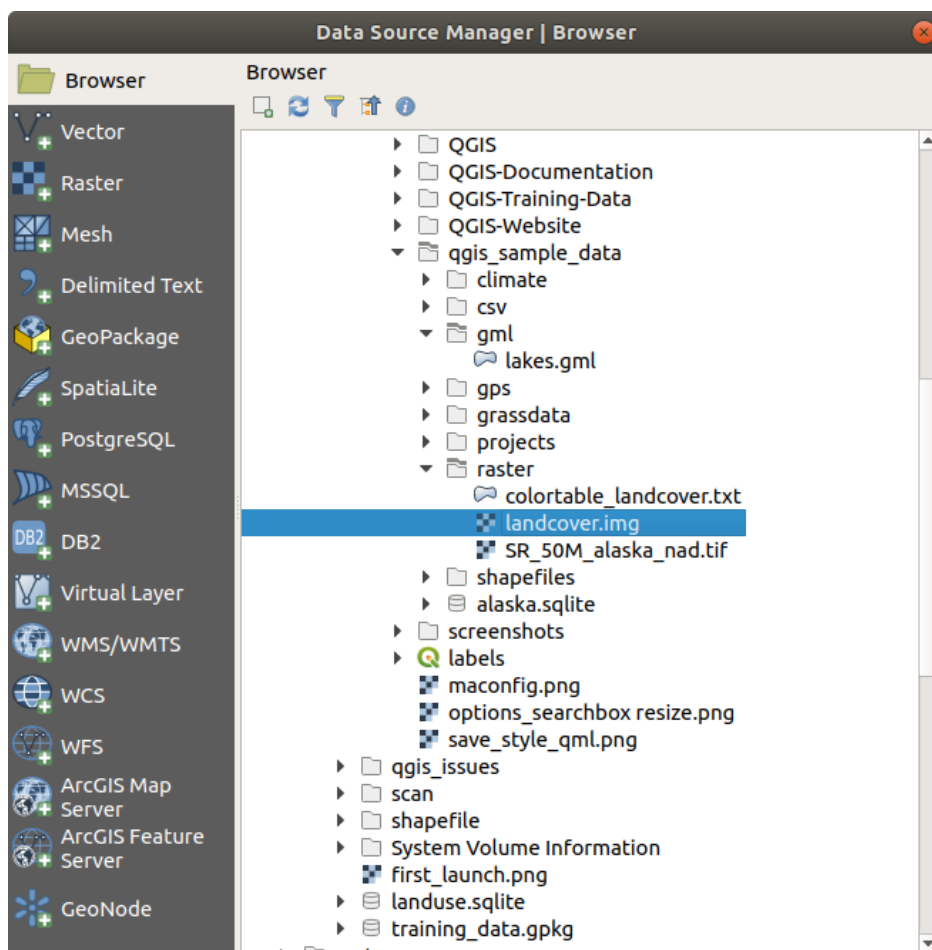 Data Source Manager | Browser
Browser
Vector
Raster
Mesh
Delimited Text
GeoPackage
SpatiaLite
PostgreSQL
MSSQL
DB2
DB2
Virtual Layer
WMS/WMTS
WCS
WFS
ArcGIS Map
Server
ArcGIS Feature
Server
GeoNode
Browser
QGIS
QGIS-Documentation
QGIS-Training-Data
QGIS-Website
qgis_sample_data
climate
csv
gml
lakes.gml
gps
grassdata
projects
raster
colortable_landcover.txt
landcover.img
SR_50M_alaska_nad.tif
shapefiles
alaska.sqlite
screenshots
labels
maconfig.png
options_searchbox resize.png
save_style_qml.png
qgis_issues
scan
shapefile
System Volume Information
first_launch.png
landuse.sqlite
training_data.gpkg